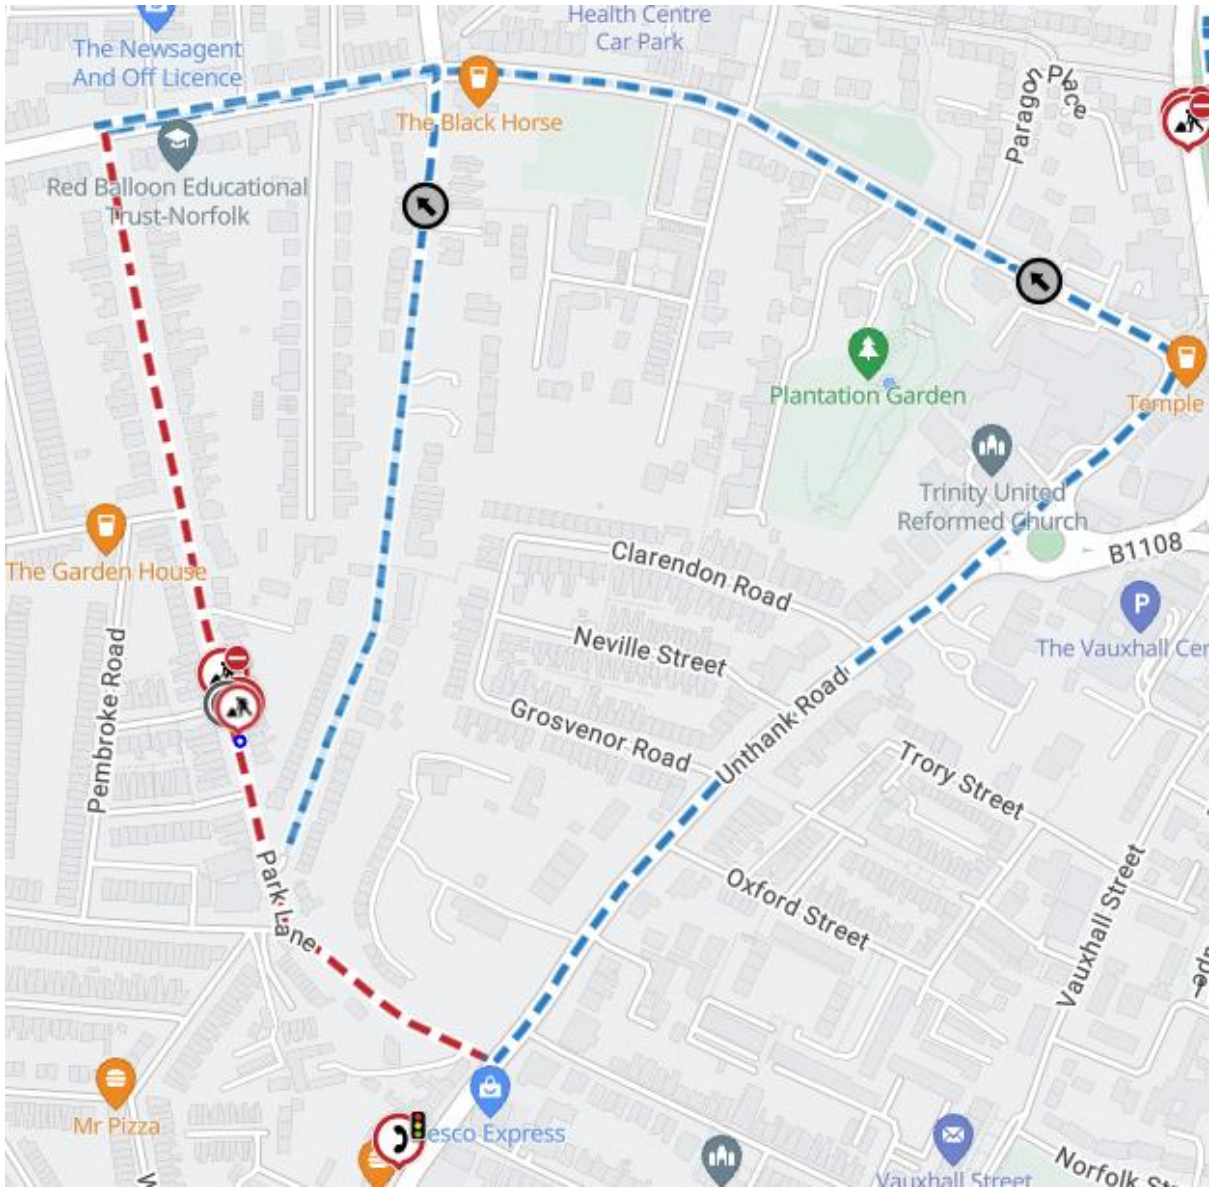 Health Centre
Car Park
The Newsagent
And Off Licence
Paragon
Place
The Black Horse
Red Balloon Educational
Trust-Norfolk
Plantation Garden
Temple
Trinity United
Reformed Church
B1108
The Garden House
Clarendon Road
P
The Vauxhall Cen
Neville Street
Pembroke Road
Grosvenor Road
Unthank Road
Trory Street
Park Lane
Oxford Street
Vauxhall Street
Mr Pizza
esco Express
Vauxhall Street
Norfolk St